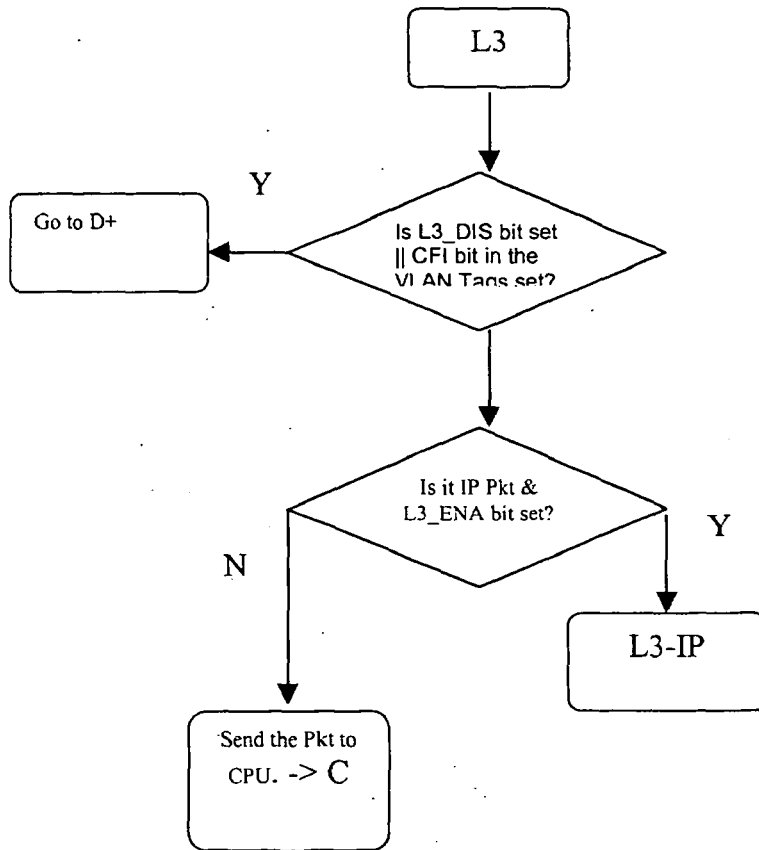 L3
Y
Go to D+
Is L3_DIS bit set
|| CFI bit in the
VLAN Tags set?
Is it IP Pkt &
L3_ENA bit set?
Y
N
L3-IP
Send the Pkt to
CPU. -> C